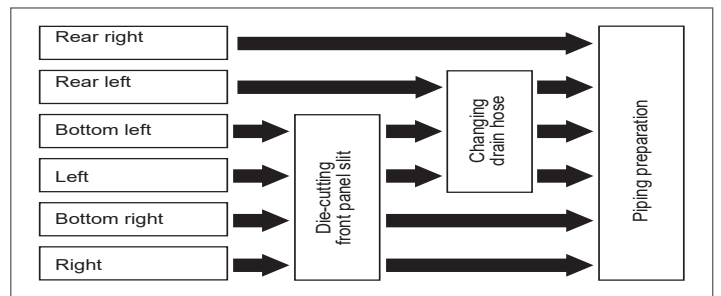 Rear right
Rear left
Bottom left
Left
Bottom right
Right
Die-cutting
front panel slit
Changing
drain hose
Piping preparation